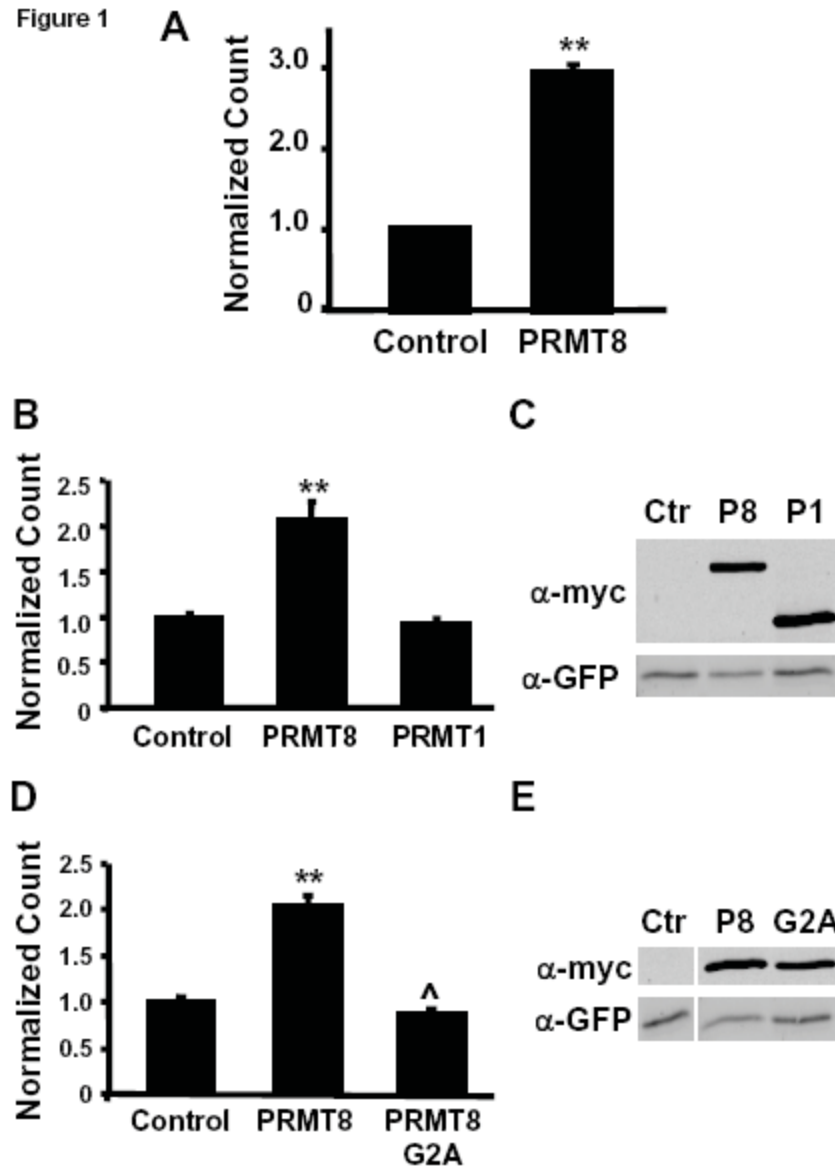 Figure 1
A
Normalized Count
3.0
2.0
1.0
0
**
Control PRMT8
B
Normalized Count
2.5
2.0
1.5
1.0
0.5
0
**
Control PRMT8 PRMT1
C
Ctr P8 P1
α-myc
α-GFP
D
Normalized Count
2.5
2.0
1.5
1.0
0.5
0
**
^
Control PRMT8 PRMT8
G2A
E
Ctr P8 G2A
α-myc
α-GFP